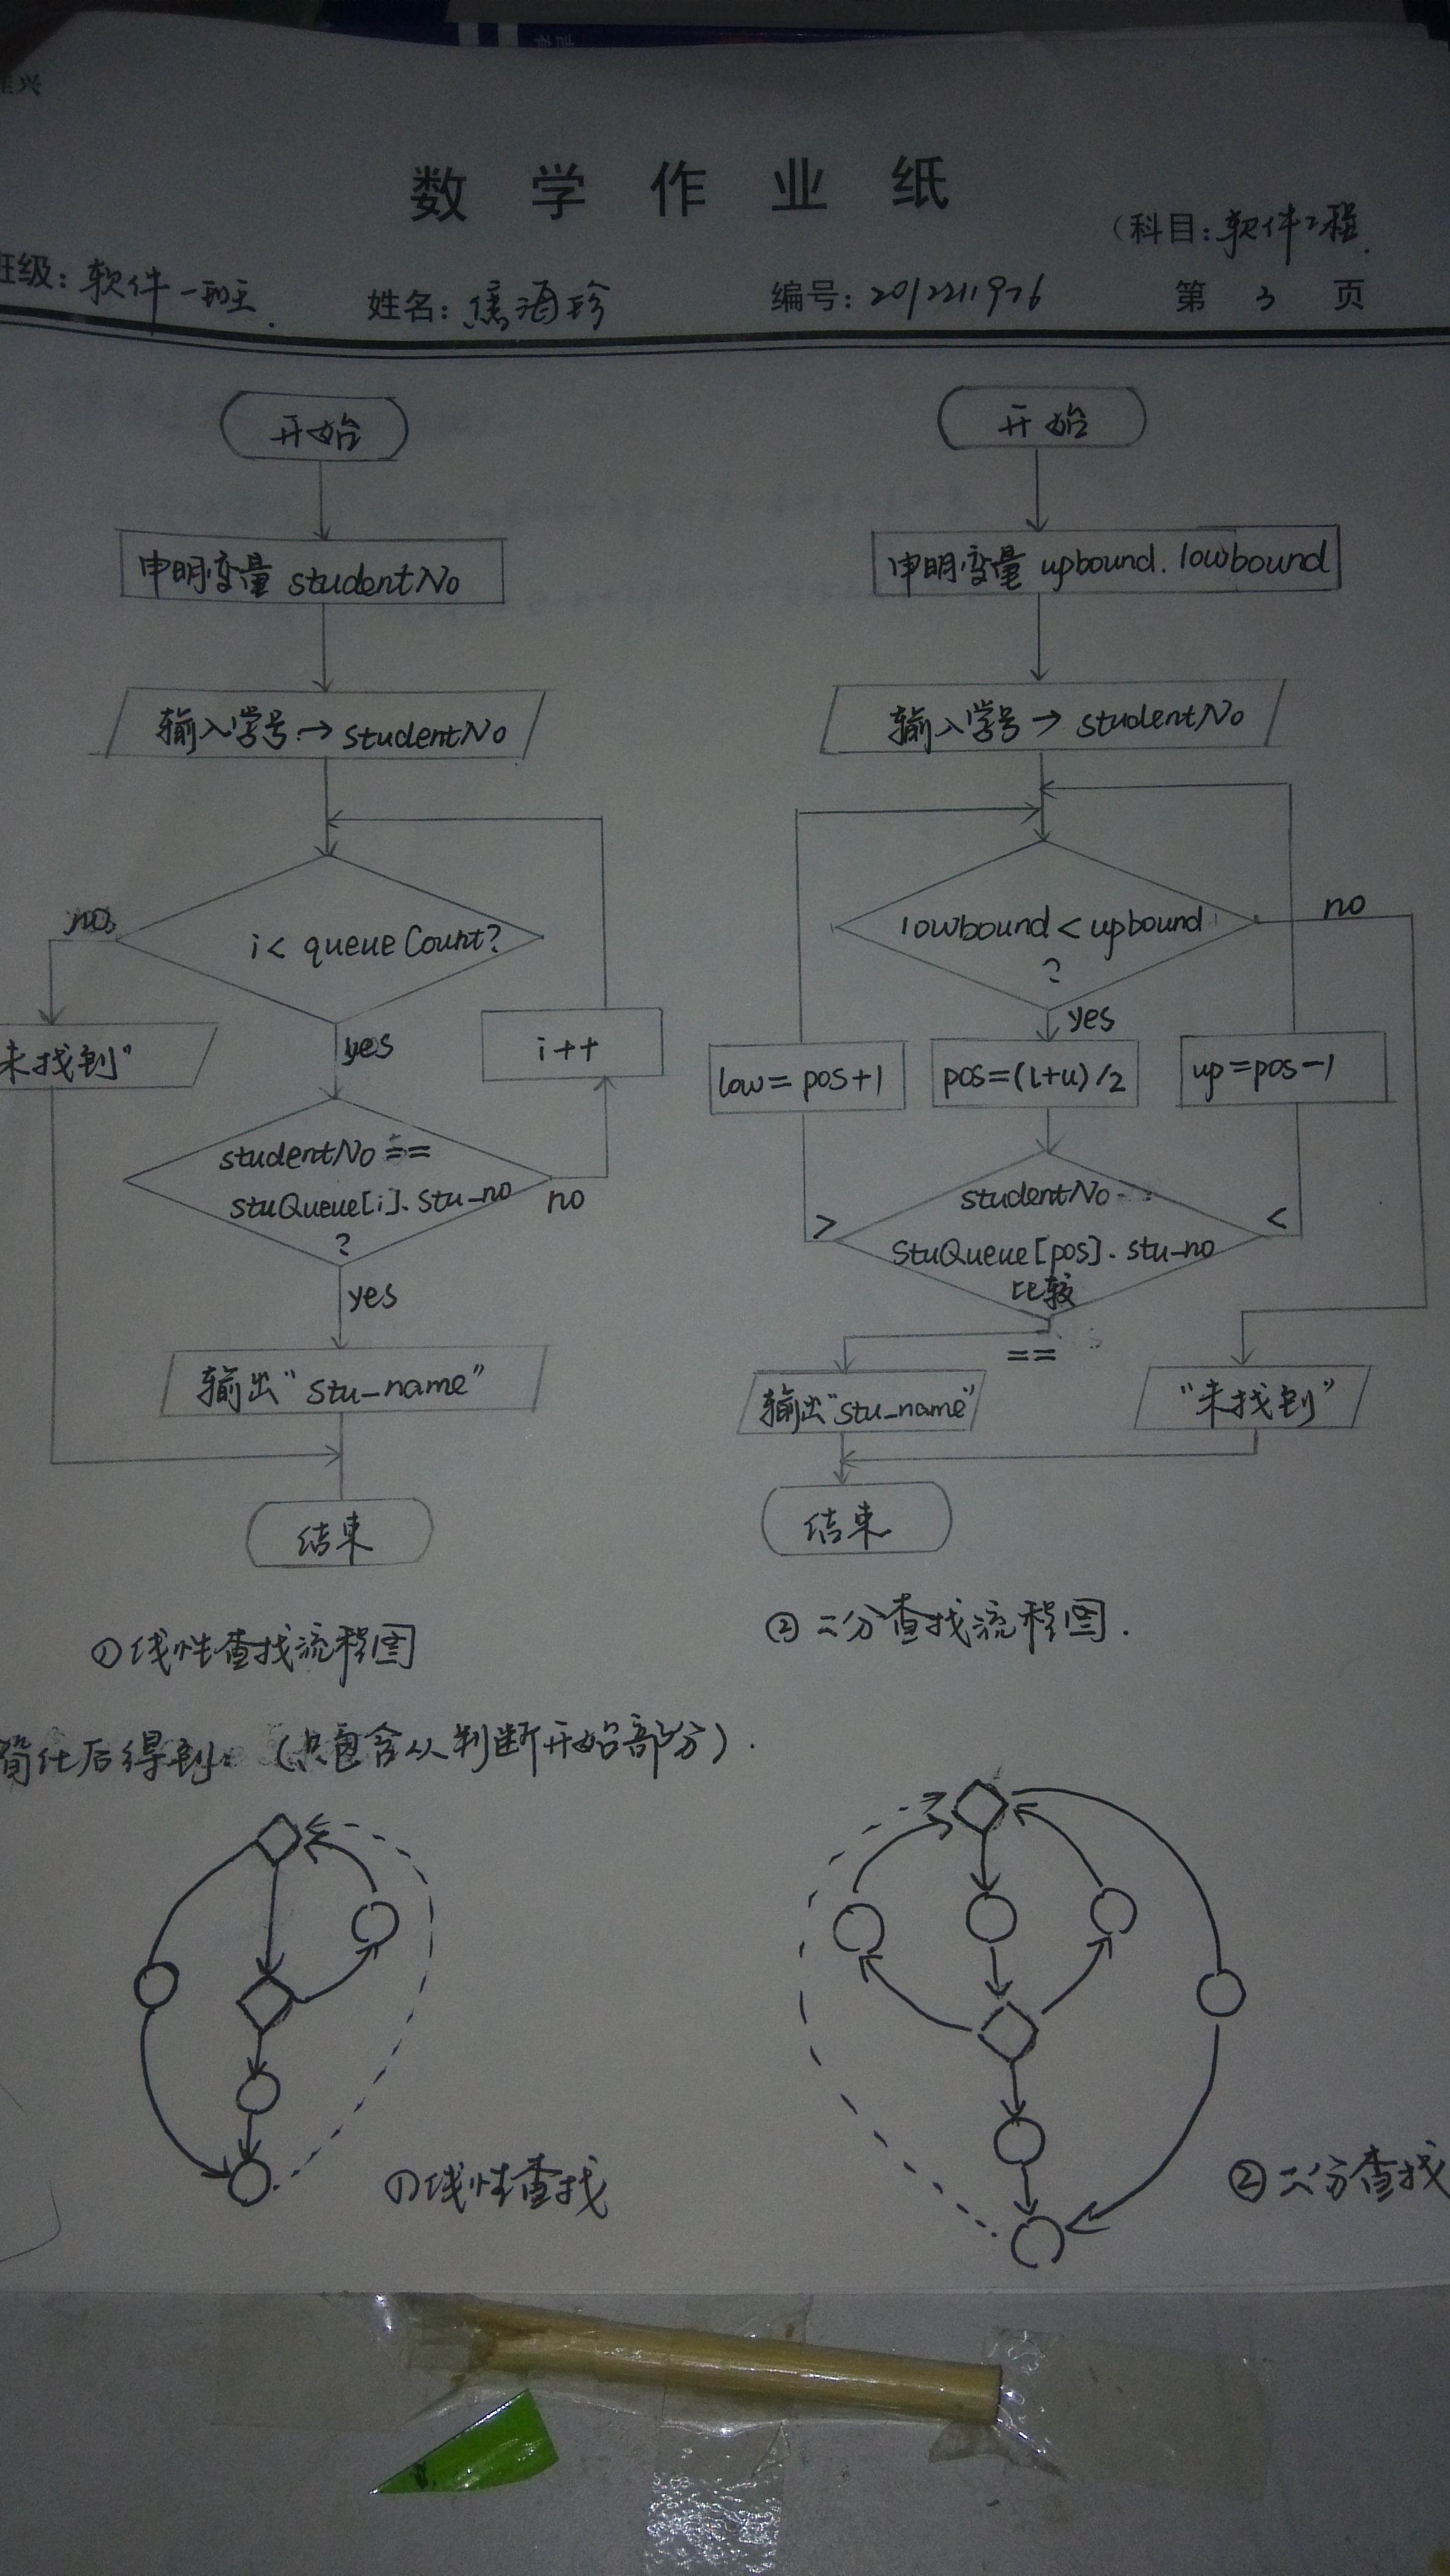 数学作业纸
(科目:软件工程
班级:软件一班.
姓名:
编号:2012211976
第 3 页
开始
申明变量 studentNo
输入学号→studentNo
i< queueCount?
no
yes
未找到”
i++
studentNo ==
stuQueue[i].stu_no
?
no
yes
输出“stu_name”
结束
①线性查找流程图
开始
申明变量 upbound. lowbound
输入学号→ studentNo
lowbound < upbound
?
no
yes
low= pos+1
pos=(l+u)/2
up=pos-1
studentNo
StuQueue[pos].stu_no
比较
>
<
==
输出“stu_name”
“未找到”
结束
②二分查找流程图.
简化后得到:(只包含从判断开始部分).
①线性查找
②二分查找